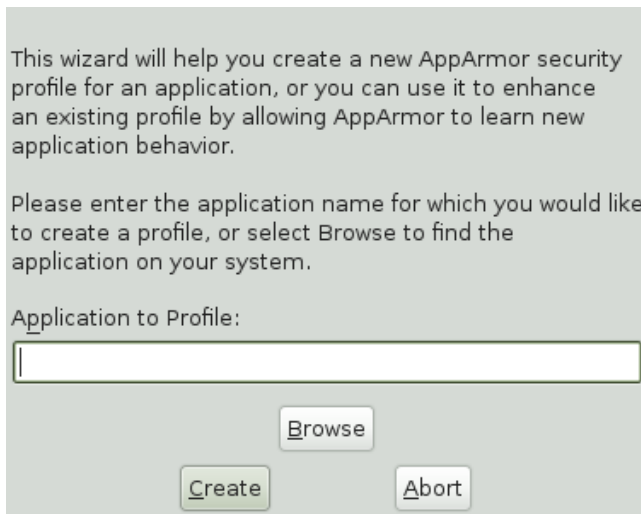 This wizard will help you create a new AppArmor security
profile for an application, or you can use it to enhance
an existing profile by allowing AppArmor to learn new
application behavior.
Please enter the application name for which you would like
to create a profile, or select Browse to find the
application on your system.
Application to Profile:
Browse
Create Abort